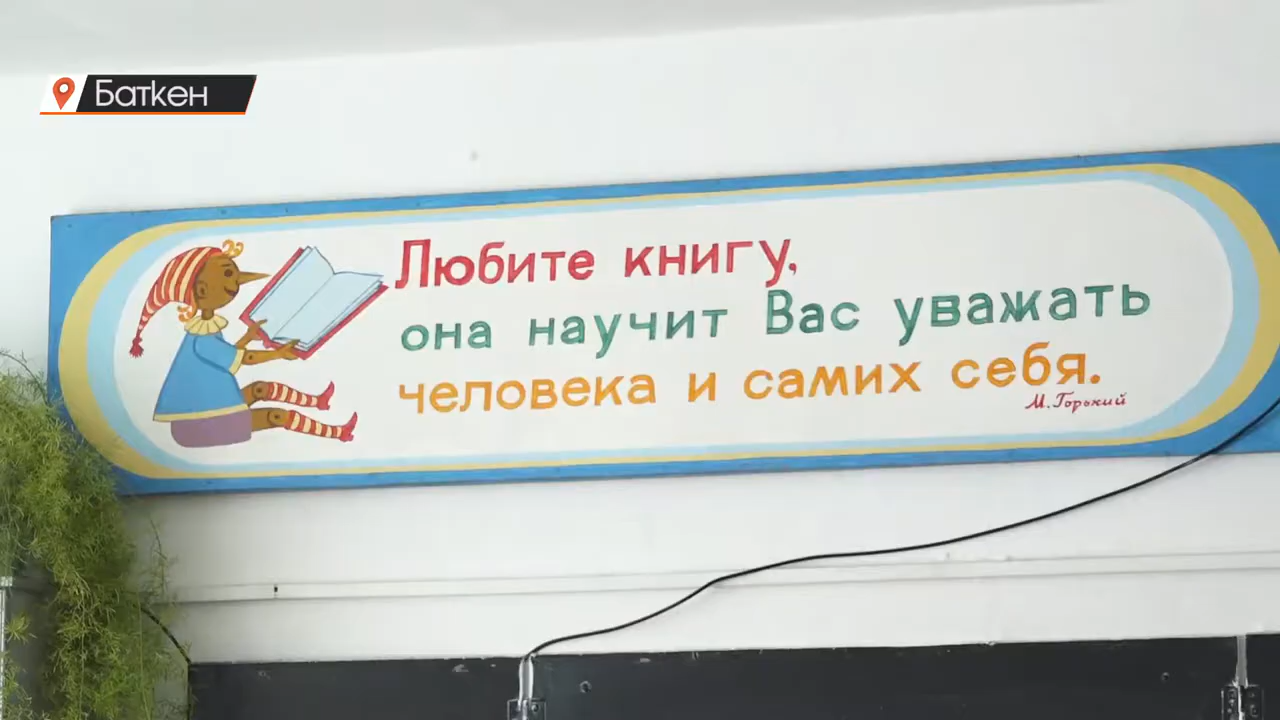 Баткен
Любите книгу,
она научит Вас уважать
человека и самих себя.
М. Горький